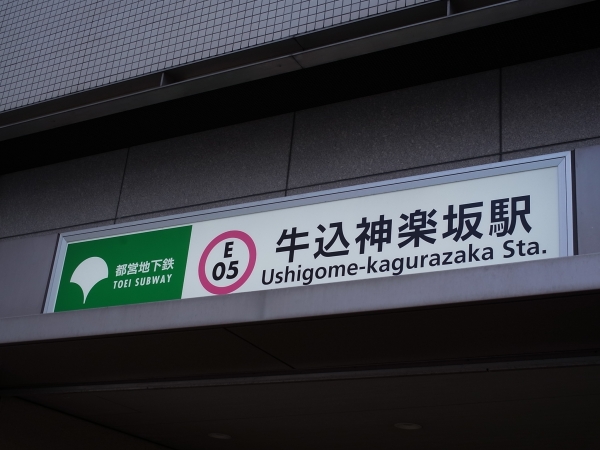 都営地下鉄
TOEI SUBWAY
E
05
牛込神楽坂駅
Ushigome-kagurazaka Sta.